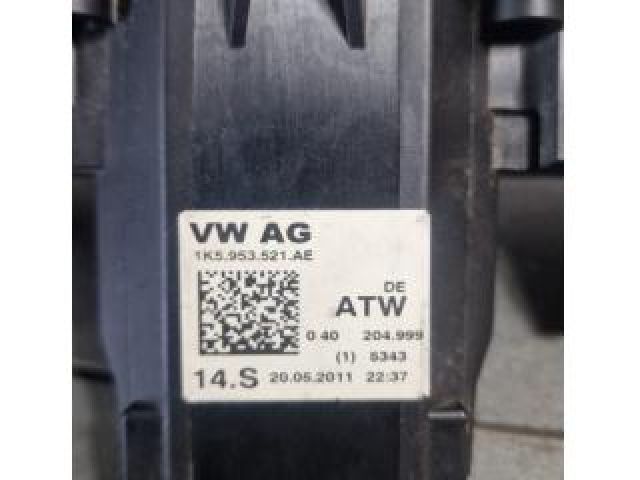 VW AG
1K5.953.521.AE
DE
ATW
0 40 204.999
(1) 5343
14.S 20.05.2011 22:37